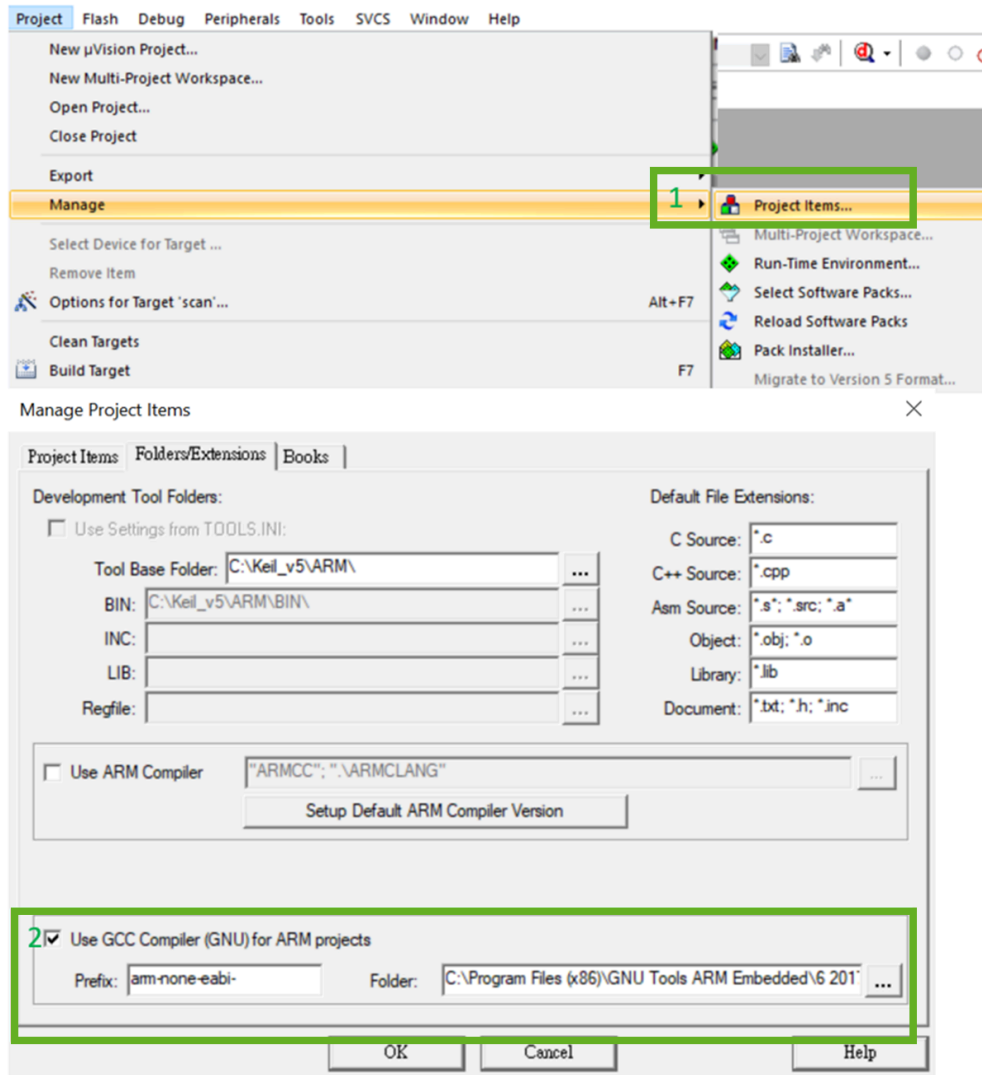 Project Flash Debug Peripherals Tools SVCS Window Help
New µVision Project...
New Multi-Project Workspace...
Open Project...
Close Project
Export
Manage
1 Project Items...
Multi-Project Workspace...
Select Device for Target ...
Run-Time Environment...
Remove Item
Select Software Packs...
Options for Target 'scan'... Alt+F7
Reload Software Packs
Clean Targets
Pack Installer...
Build Target F7
Migrate to Version 5 Format...
Manage Project Items
Project Items Folders/Extensions Books
Development Tool Folders:
Use Settings from TOOLS.INI:
Tool Base Folder: C:\Keil_v5\ARM\ ...
BIN: C:\Keil_v5\ARM\BIN\ ...
INC: ...
LIB: ...
Regfile: ...
Default File Extensions:
C Source: *.c
C++ Source: *.cpp
Asm Source: *.s*; *.src; *.a*
Object: *.obj; *.o
Library: *.lib
Document: *.txt; *.h; *.inc
Use ARM Compiler "ARMCC"; ".\ARMCLANG" ...
Setup Default ARM Compiler Version
2 Use GCC Compiler (GNU) for ARM projects
Prefix: arm-none-eabi- Folder: C:\Program Files (x86)\GNU Tools ARM Embedded\6 201 ...
OK Cancel Help